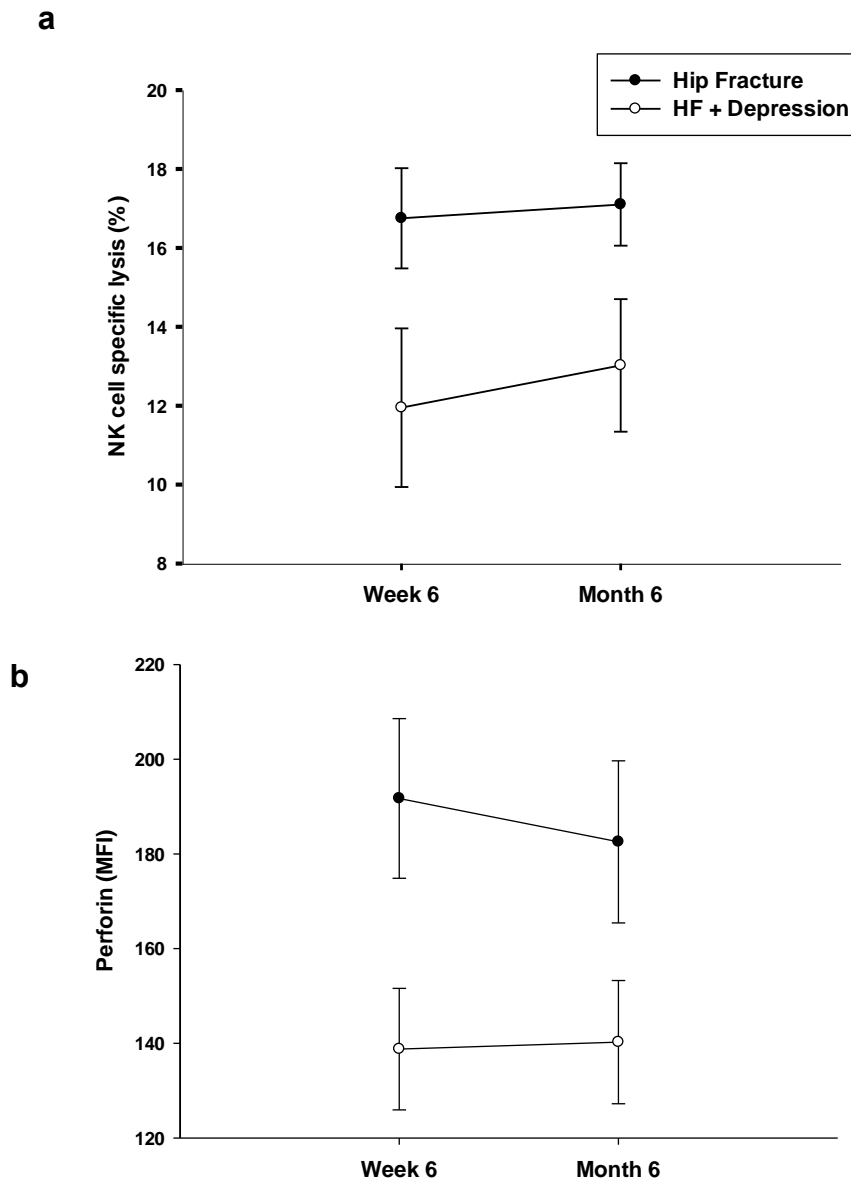 a
Hip Fracture
HF + Depression
20
18
16
14
12
10
8
NK cell specific lysis (%)
Week 6 Month 6
b
220
200
180
160
140
120
Perforin (MFI)
Week 6 Month 6